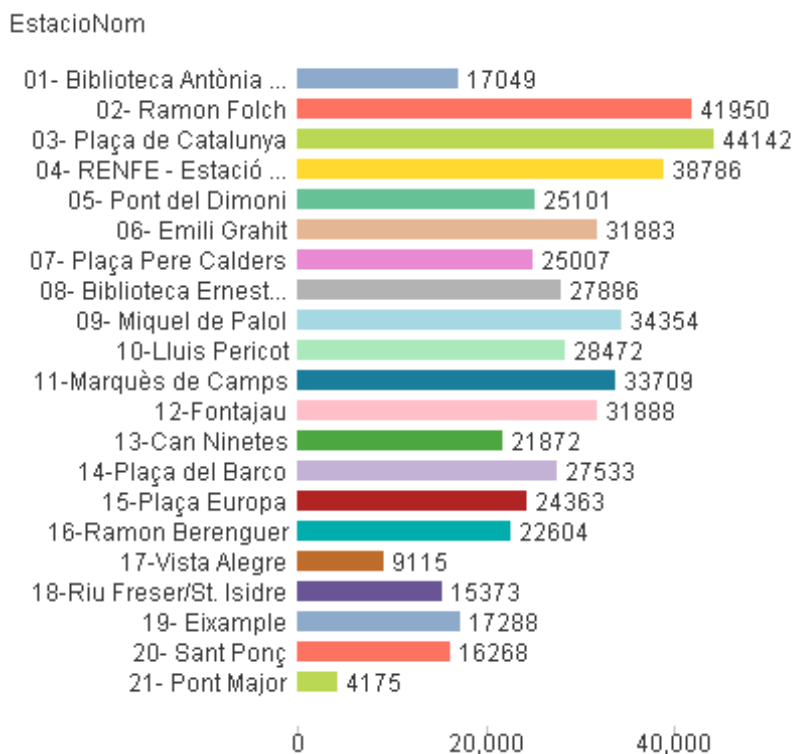 EstacioNom
01- Biblioteca Antònia ... 17049
02- Ramon Folch 41950
03- Plaça de Catalunya 44142
04- RENFE - Estació ... 38786
05- Pont del Dimoni 25101
06- Emili Grahit 31883
07- Plaça Pere Calders 25007
08- Biblioteca Ernest... 27886
09- Miquel de Palol 34354
10-Lluis Pericot 28472
11-Marquès de Camps 33709
12-Fontajau 31888
13-Can Ninetes 21872
14-Plaça del Barco 27533
15-Plaça Europa 24363
16-Ramon Berenguer 22604
17-Vista Alegre 9115
18-Riu Freser/St. Isidre 15373
19- Eixample 17288
20- Sant Ponç 16268
21- Pont Major 4175
0 20,000 40,000